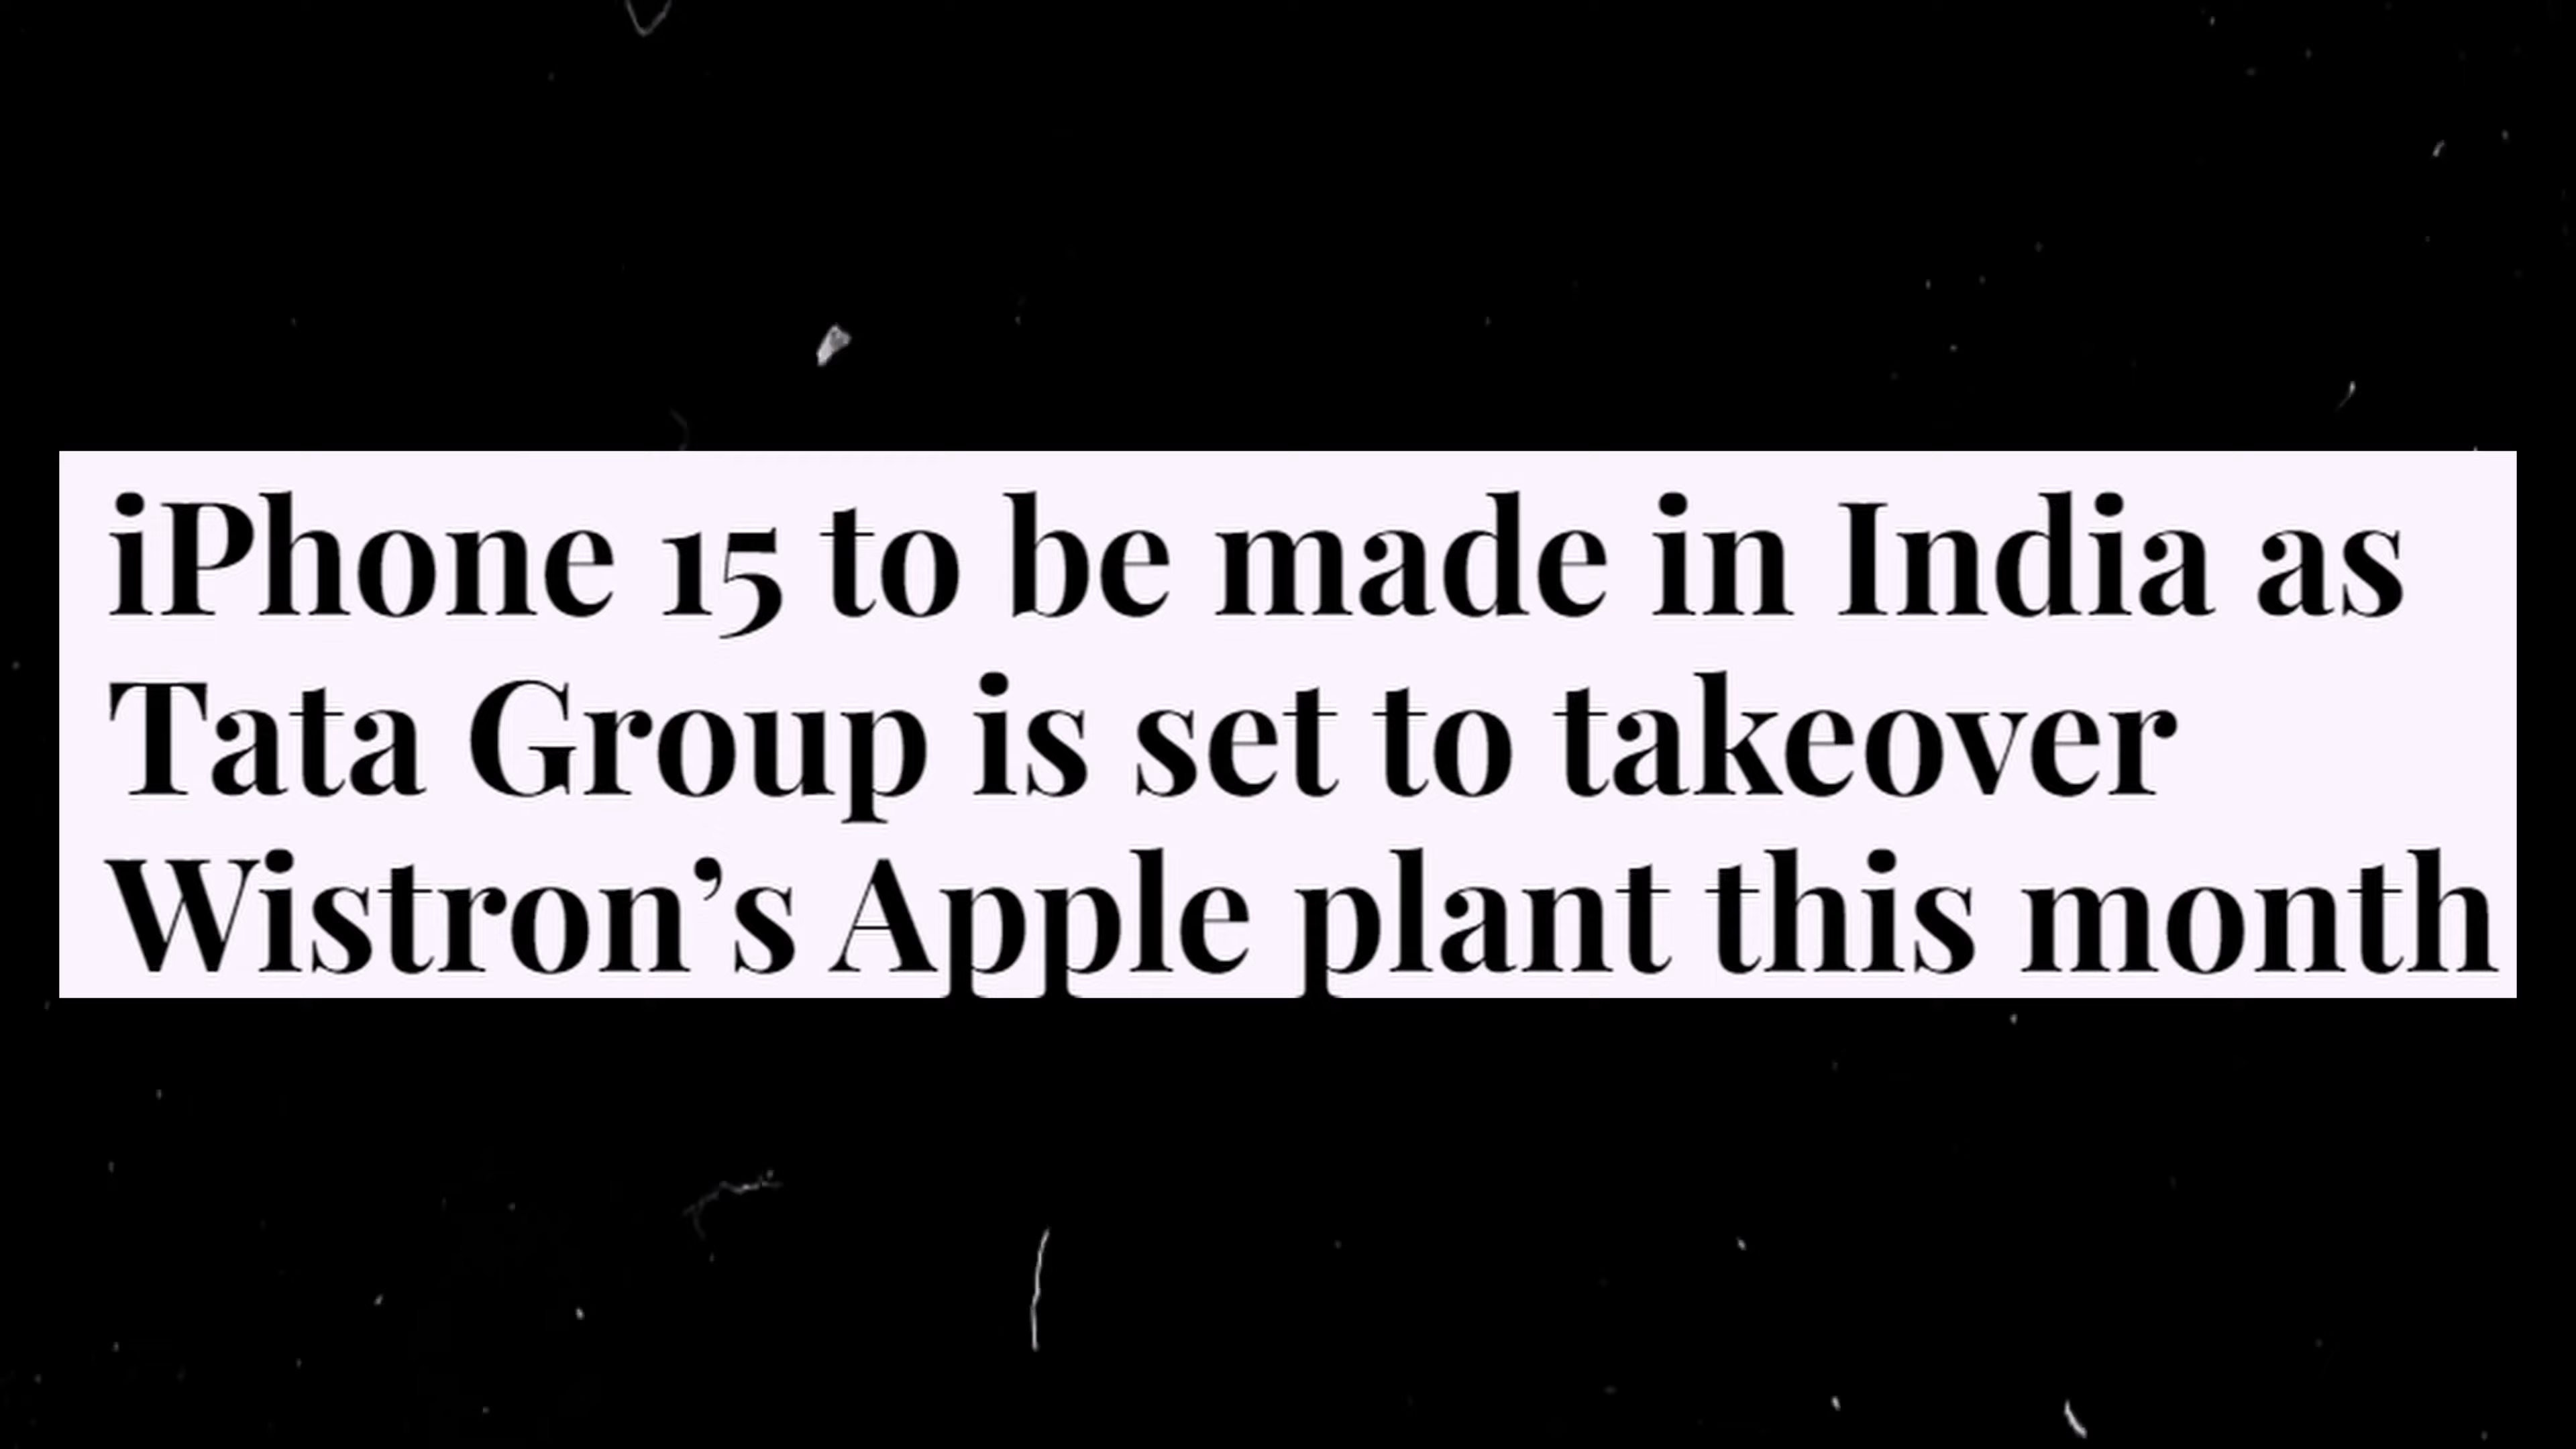 iPhone 15 to be made in India as
Tata Group is set to takeover
Wistron’s Apple plant this month